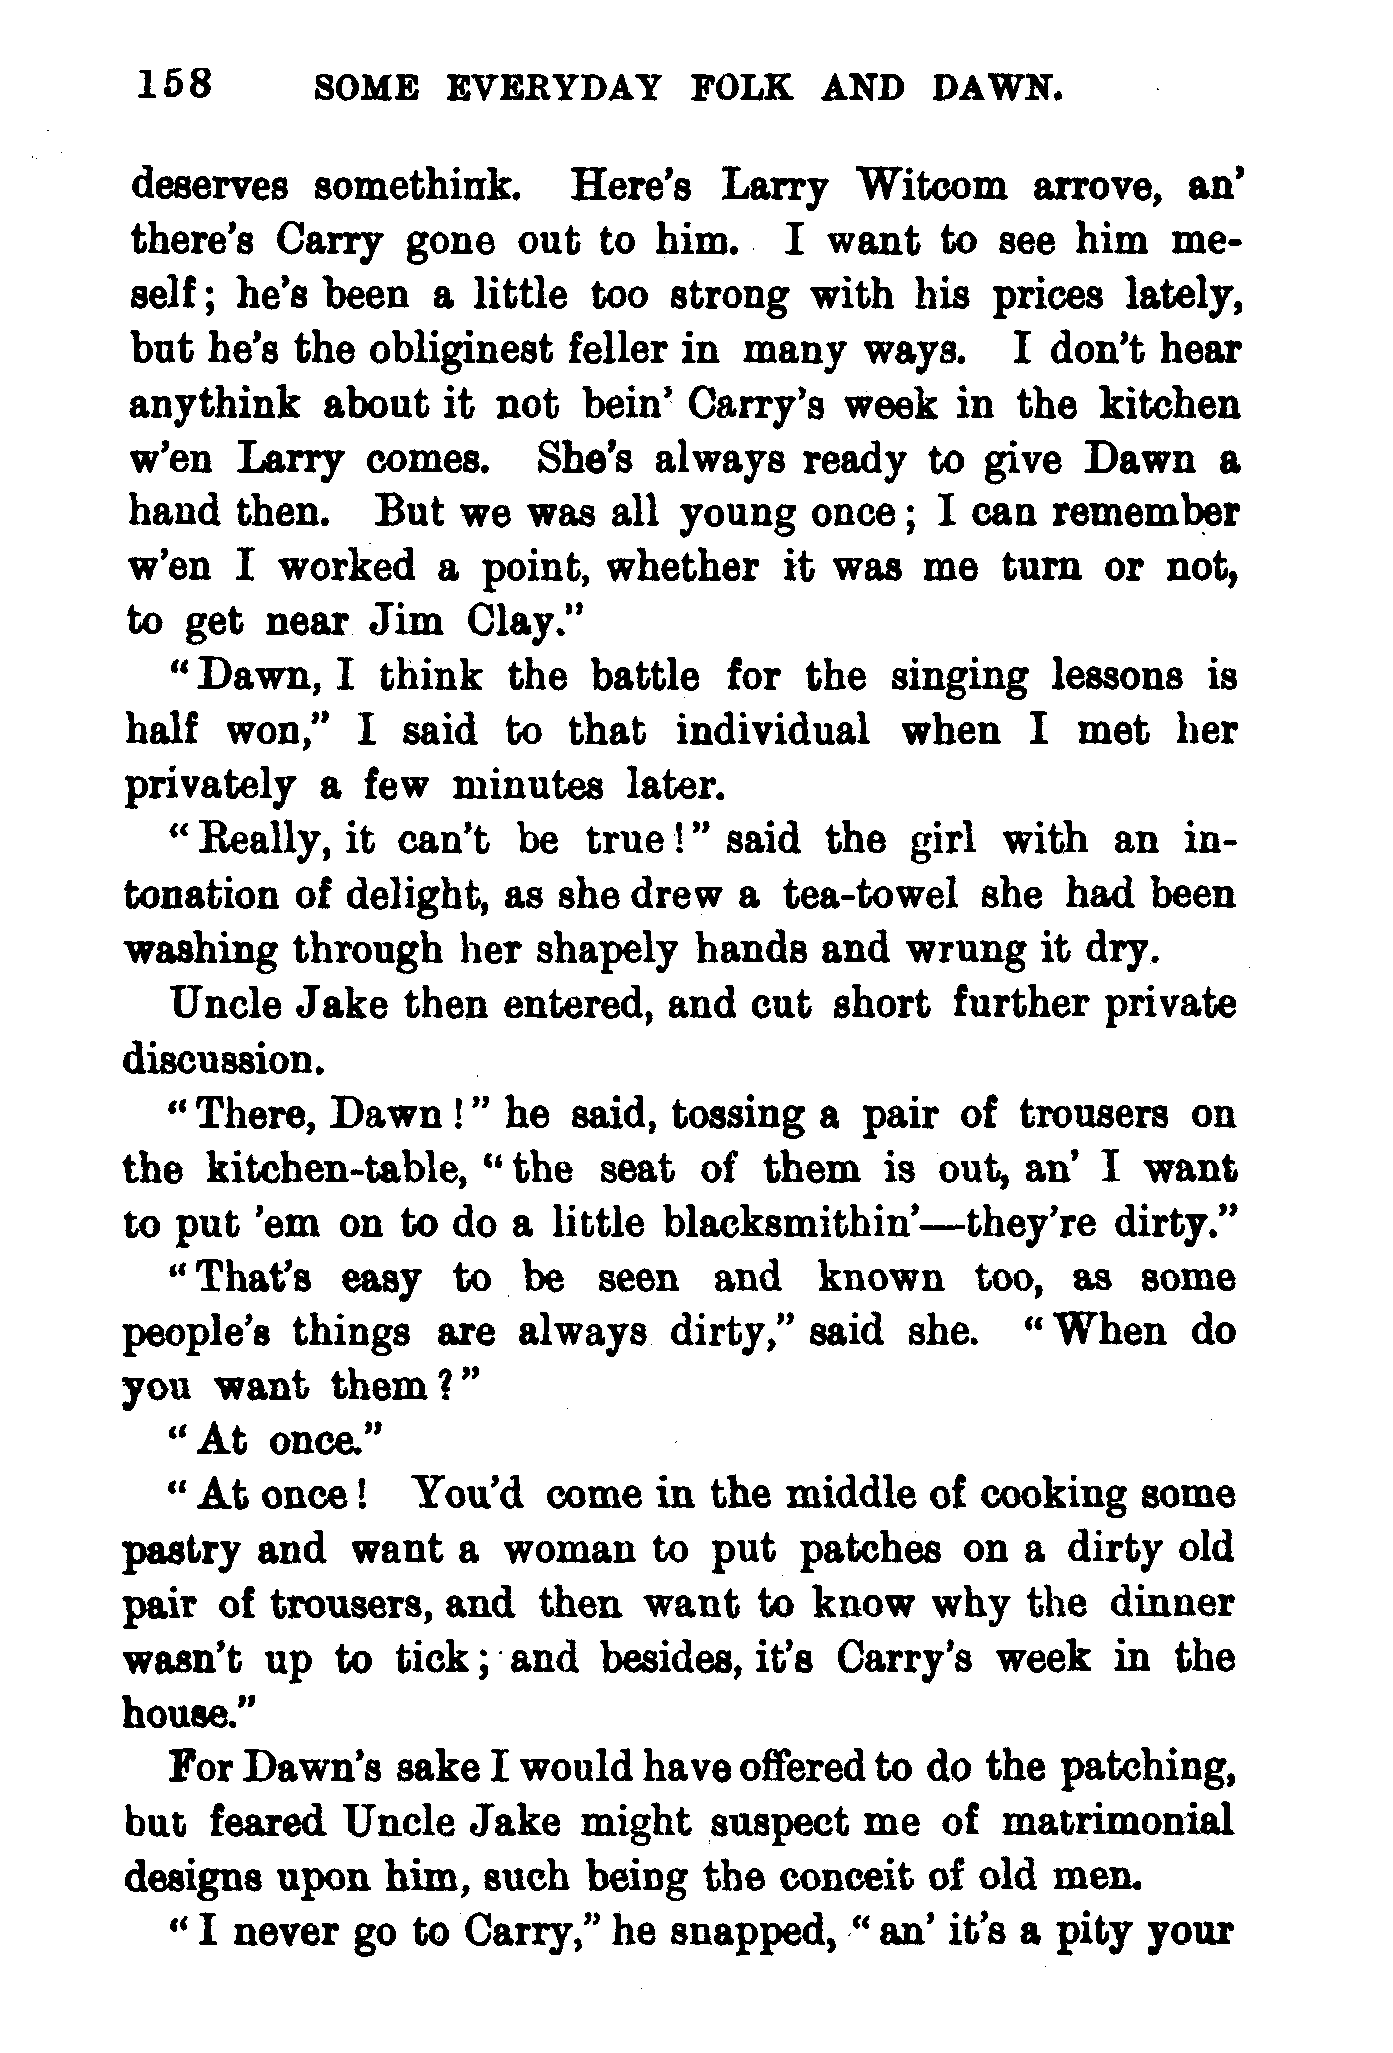 158 SOME EVERYDAY FOLK AND DAWN.
deserves somethink. Here's Larry Witcom arrove, an'
there's Carry gone out to him. I want to see him me-
self; he's been a little too strong with his prices lately,
but he's the obliginest feller in many ways. I don't hear
anythink about it not bein' Carry's week in the kitchen
w'en Larry comes. She's always ready to give Dawn a
hand then. But we was all young once; I can remember
w'en I worked a point, whether it was me turn or not,
to get near Jim Clay."
"Dawn, I think the battle for the singing lessons is
half won," I said to that individual when I met her
privately a few minutes later.
"Really, it can't be true!" said the girl with an in-
tonation of delight, as she drew a tea-towel she had been
washing through her shapely hands and wrung it dry.
Uncle Jake then entered, and cut short further private
discussion.
"There, Dawn!" he said, tossing a pair of trousers on
the kitchen-table, "the seat of them is out, an' I want
to put 'em on to do a little blacksmithin'—they're dirty."
"That's easy to be seen and known too, as some
people's things are always dirty," said she. "When do
you want them?"
"At once."
"At once! You'd come in the middle of cooking some
pastry and want a woman to put patches on a dirty old
pair of trousers, and then want to know why the dinner
wasn't up to tick; and besides, it's Carry's week in the
house."
For Dawn's sake I would have offered to do the patching,
but feared Uncle Jake might suspect me of matrimonial
designs upon him, such being the conceit of old men.
"I never go to Carry," he snapped, "an' it's a pity your